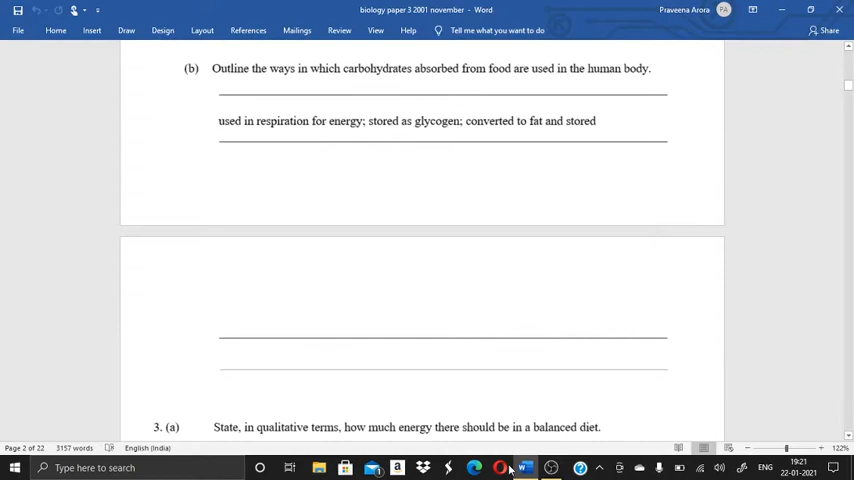 biology paper 3 2001 november - Word
Praveena Arora PA
File Home Insert Draw Design Layout References Mailings Review View Help Tell me what you want to do Share
(b) Outline the ways in which carbohydrates absorbed from food are used in the human body.
used in respiration for energy; stored as glycogen; converted to fat and stored
3. (a) State, in qualitative terms, how much energy there should be in a balanced diet.
Page 2 of 22 3157 words English (India) 122%
Type here to search ENG 19:21
22-01-2021